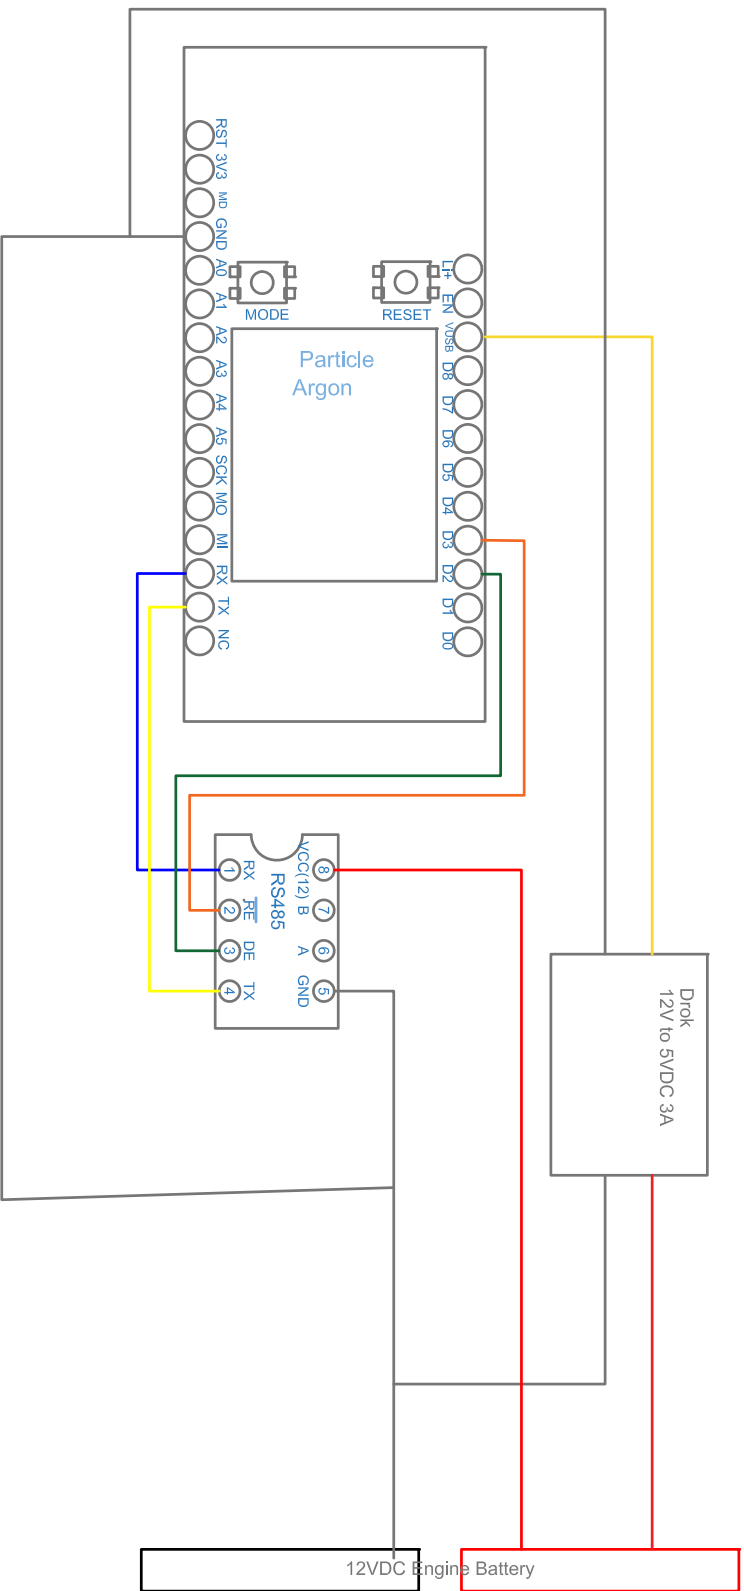 RST
3V3
MD
GND
A0
A1
A2
A3
A4
A5
SCK
MO
MI
RX
TX
NC
Li+
EN
VUSB
D8
D7
D6
D5
D4
D3
D2
D1
D0
MODE
RESET
Particle
Argon
RS485
1
RX
2
RE
3
DE
4
TX
VCC(12)
8
B
7
A
6
GND
5
Drok
12V to 5VDC 3A
12VDC Engine Battery